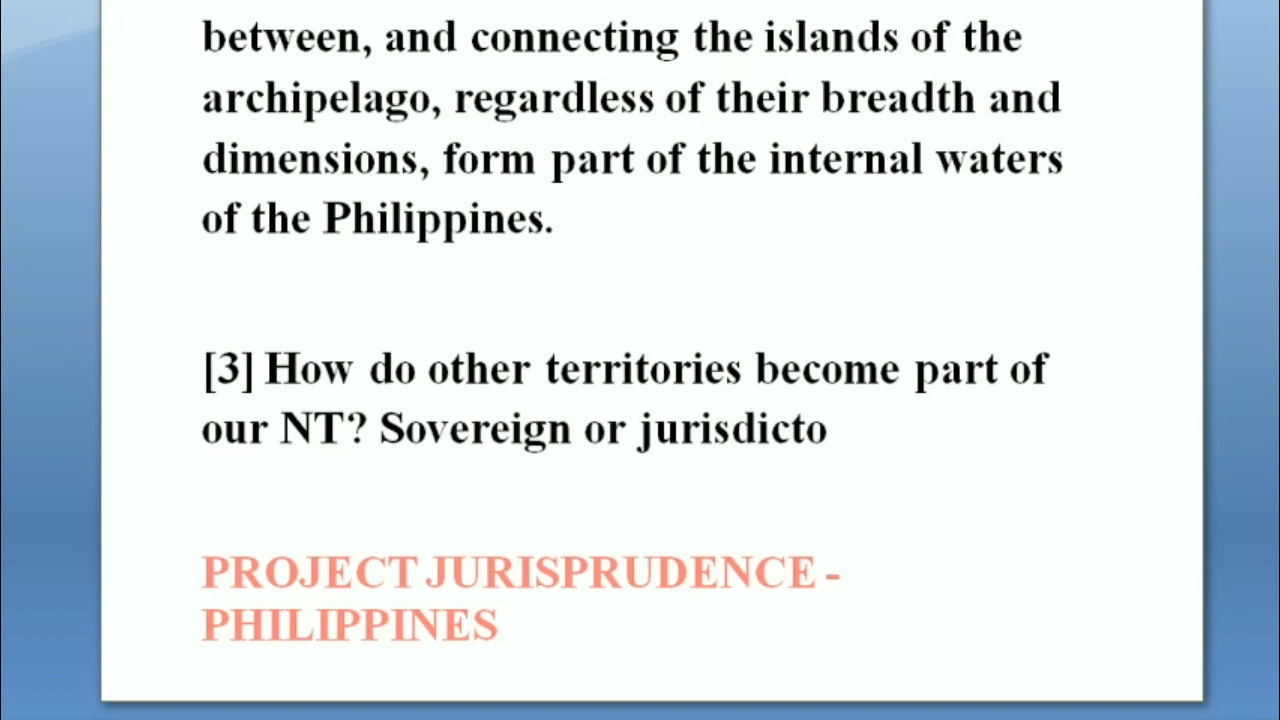 between, and connecting the islands of the
archipelago, regardless of their breadth and
dimensions, form part of the internal waters
of the Philippines.
[3] How do other territories become part of
our NT? Sovereign or jurisdicto
PROJECT JURISPRUDENCE -
PHILIPPINES